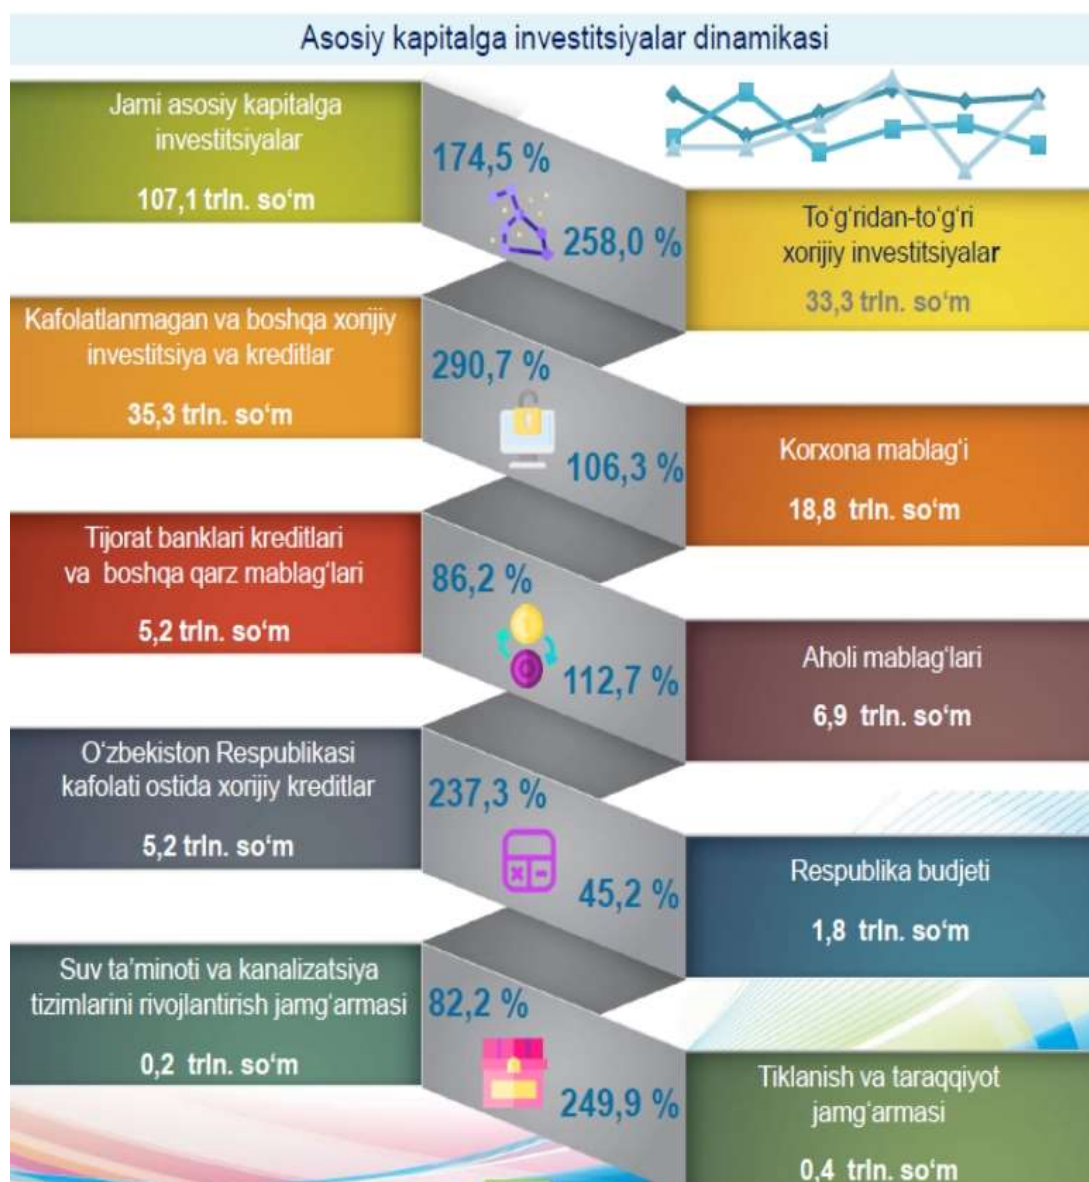 Asosiy kapitalga investitsiyalar dinamikasi
Jami asosiy kapitalga
investitsiyalar
107,1 trln. so‘m
174,5 %
258,0 %
To‘g‘ridan-to‘g‘ri
xorijiy investitsiyalar
33,3 trln. so‘m
Kafolatlanmagan va boshqa xorijiy
investitsiya va kreditlar
35,3 trln. so‘m
290,7 %
106,3 %
Korxona mablag‘i
18,8 trln. so‘m
Tijorat banklari kreditlari
va boshqa qarz mablag‘lari
5,2 trln. so‘m
86,2 %
112,7 %
Aholi mablag‘lari
6,9 trln. so‘m
O‘zbekiston Respublikasi
kafolati ostida xorijiy kreditlar
5,2 trln. so‘m
237,3 %
45,2 %
Respublika budjeti
1,8 trln. so‘m
Suv ta’minoti va kanalizatsiya
tizimlarini rivojlantirish jamg‘armasi
0,2 trln. so‘m
82,2 %
249,9 %
Tiklanish va taraqqiyot
jamg‘armasi
0,4 trln. so‘m